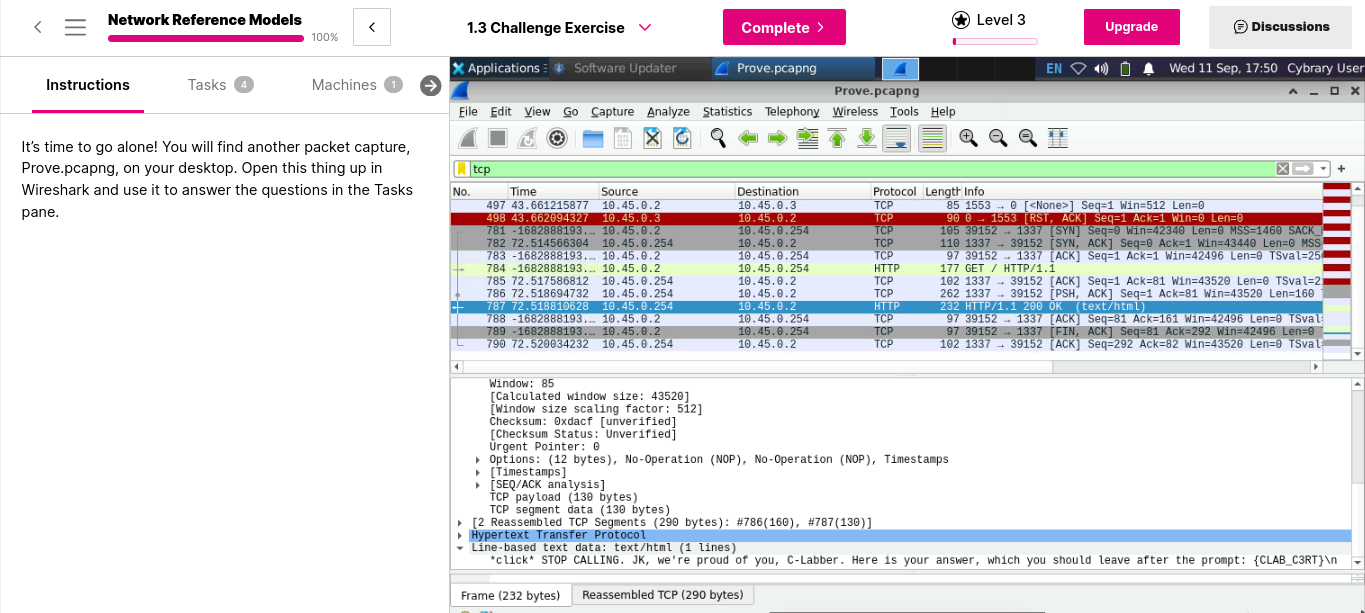 Network Reference Models
100%
1.3 Challenge Exercise
Complete
Level 3
Upgrade
Discussions
Instructions
Tasks 4
Machines 1
It's time to go alone! You will find another packet capture,
Prove.pcapng, on your desktop. Open this thing up in
Wireshark and use it to answer the questions in the Tasks
pane.
Applications
Software Updater
Prove.pcapng
EN
Wed 11 Sep, 17:50
Cybrary User
Prove.pcapng
File Edit View Go Capture Analyze Statistics Telephony Wireless Tools Help
tcp
No. Time Source Destination Protocol Length Info
497 43.661215877 10.45.0.2 10.45.0.3 TCP 85 1553 → 0 [<None>] Seq=1 Win=512 Len=0
498 43.662094327 10.45.0.3 10.45.0.2 TCP 90 0 → 1553 [RST, ACK] Seq=1 Ack=1 Win=0 Len=0
781 -1682888193.… 10.45.0.2 10.45.0.254 TCP 105 39152 → 1337 [SYN] Seq=0 Win=42340 Len=0 MSS=1460 SACK_
782 72.514566304 10.45.0.254 10.45.0.2 TCP 110 1337 → 39152 [SYN, ACK] Seq=0 Ack=1 Win=43440 Len=0 MSS
783 -1682888193.… 10.45.0.2 10.45.0.254 TCP 97 39152 → 1337 [ACK] Seq=1 Ack=1 Win=42496 Len=0 TSval=25
784 -1682888193.… 10.45.0.2 10.45.0.254 HTTP 177 GET / HTTP/1.1
785 72.517586812 10.45.0.254 10.45.0.2 TCP 102 1337 → 39152 [ACK] Seq=1 Ack=81 Win=43520 Len=0 TSval=2
786 72.518694732 10.45.0.254 10.45.0.2 TCP 262 1337 → 39152 [PSH, ACK] Seq=1 Ack=81 Win=43520 Len=160
787 72.518810628 10.45.0.254 10.45.0.2 HTTP 232 HTTP/1.1 200 OK (text/html)
788 -1682888193.… 10.45.0.2 10.45.0.254 TCP 97 39152 → 1337 [ACK] Seq=81 Ack=161 Win=42496 Len=0 TSval
789 -1682888193.… 10.45.0.2 10.45.0.254 TCP 97 39152 → 1337 [FIN, ACK] Seq=81 Ack=292 Win=42496 Len=0
790 72.520034232 10.45.0.254 10.45.0.2 TCP 102 1337 → 39152 [ACK] Seq=292 Ack=82 Win=43520 Len=0 TSval
Window: 85
[Calculated window size: 43520]
[Window size scaling factor: 512]
Checksum: 0xdacf [unverified]
[Checksum Status: Unverified]
Urgent Pointer: 0
Options: (12 bytes), No-Operation (NOP), No-Operation (NOP), Timestamps
[Timestamps]
[SEQ/ACK analysis]
TCP payload (130 bytes)
TCP segment data (130 bytes)
[2 Reassembled TCP Segments (290 bytes): #786(160), #787(130)]
Hypertext Transfer Protocol
Line-based text data: text/html (1 lines)
*click* STOP CALLING. JK, we're proud of you, C-Labber. Here is your answer, which you should leave after the prompt: {CLAB_C3RT}\n
Frame (232 bytes)
Reassembled TCP (290 bytes)